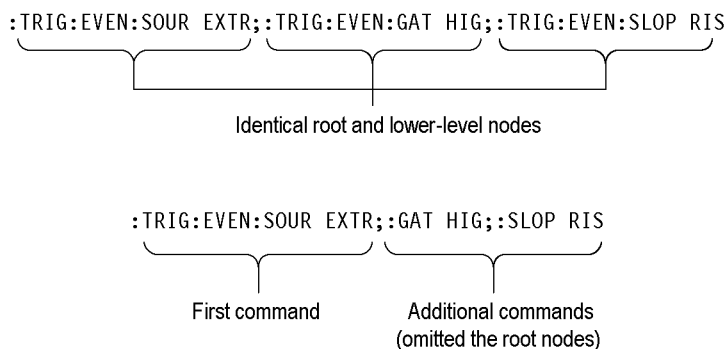 :TRIG:EVEN:SOUR EXTR;:TRIG:EVEN:GAT HIG;:TRIG:EVEN:SLOP RIS
Identical root and lower-level nodes
:TRIG:EVEN:SOUR EXTR;:GAT HIG;:SLOP RIS
First command
Additional commands
(omitted the root nodes)